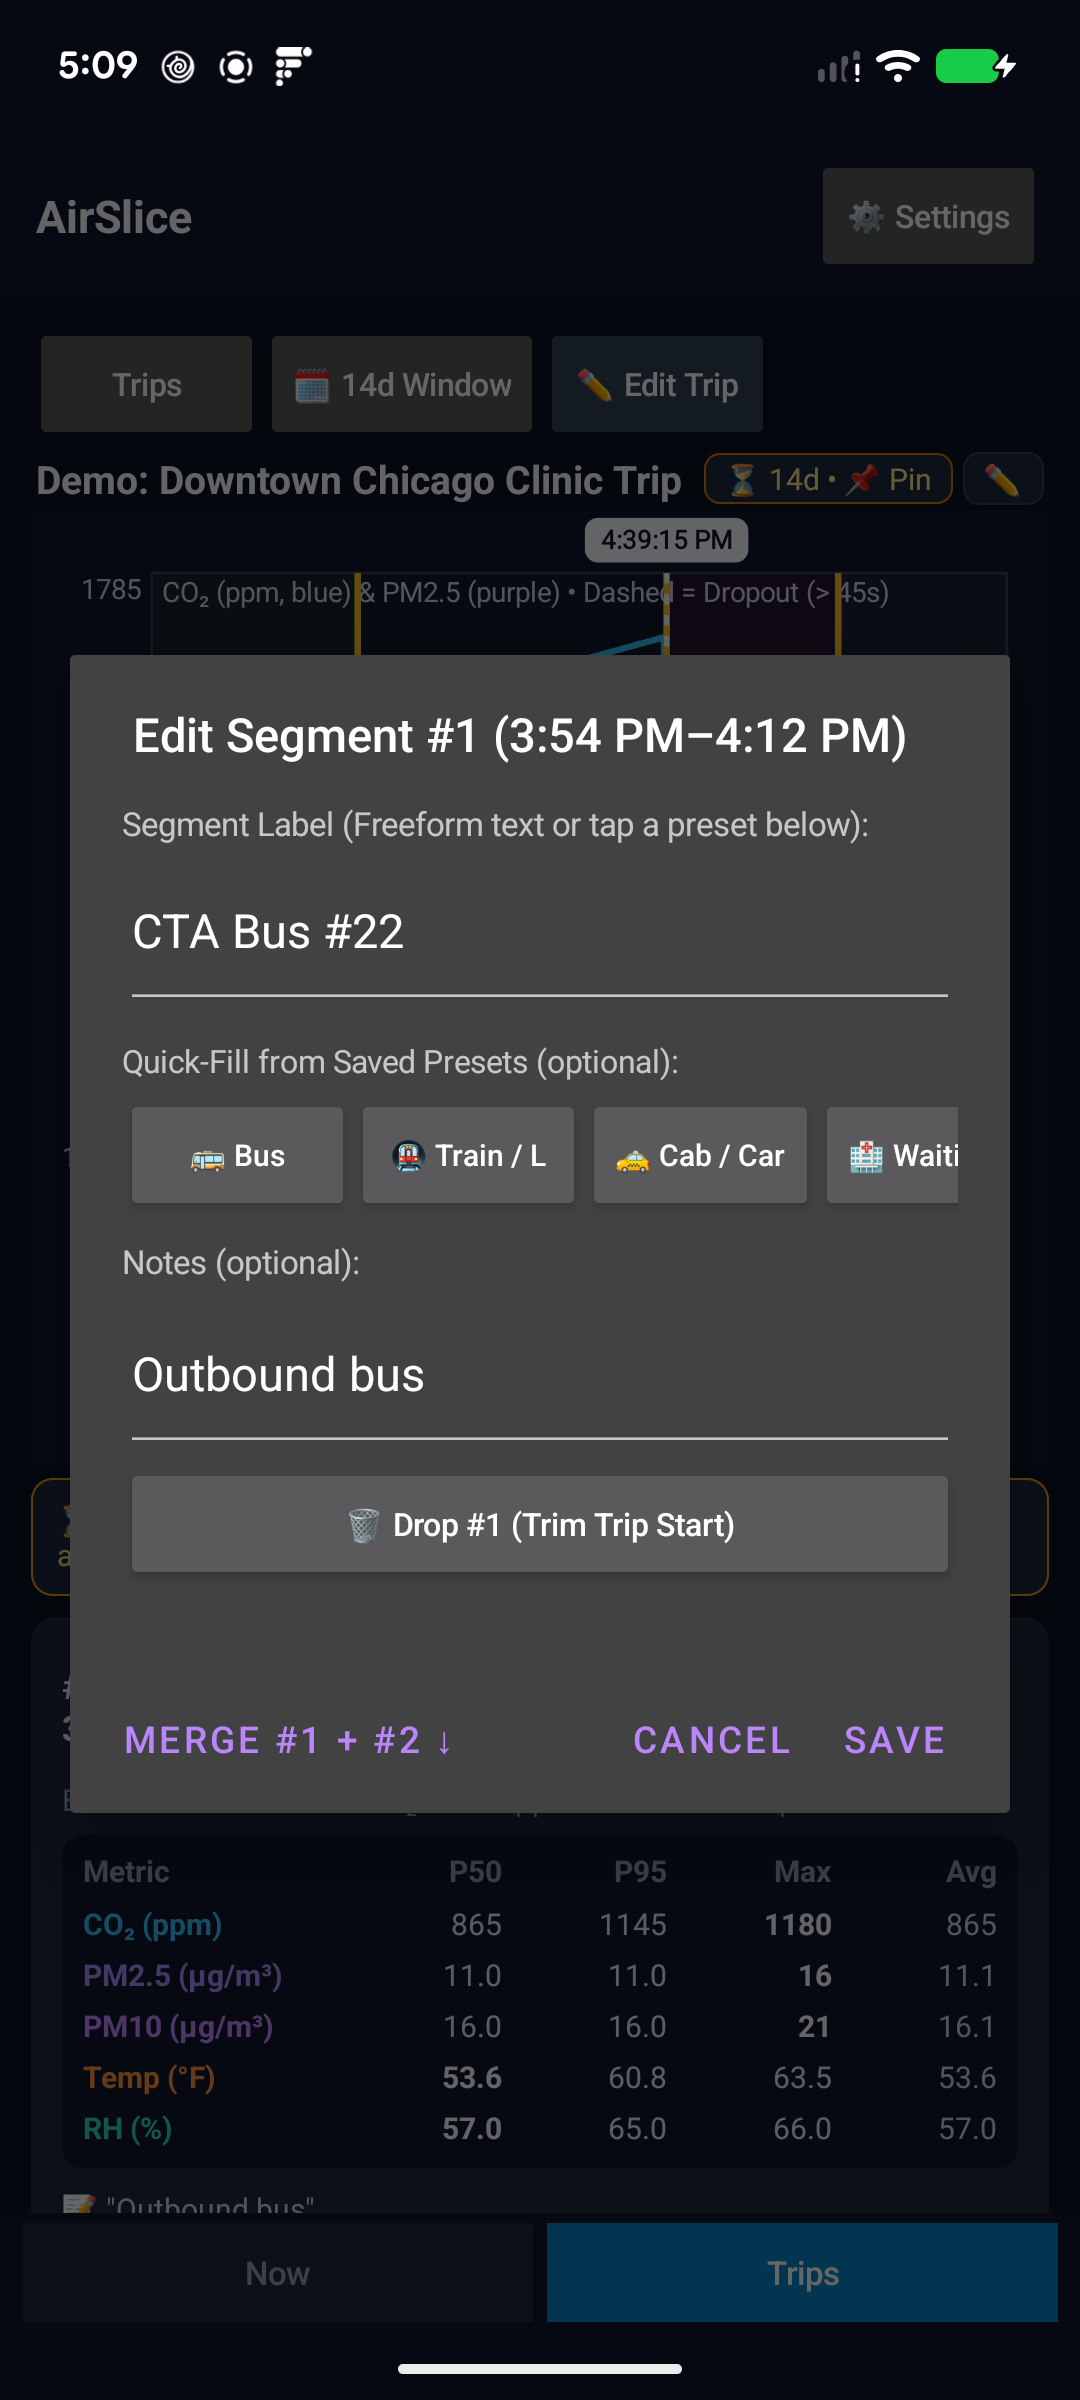 5:09
AirSlice
⚙️ Settings
Trips
🗓️ 14d Window
✏️ Edit Trip
Demo: Downtown Chicago Clinic Trip
⏳ 14d • 📌 Pin
✏️
4:39:15 PM
1785
CO₂ (ppm, blue) & PM2.5 (purple) • Dashed = Dropout (> 45s)
Edit Segment #1 (3:54 PM–4:12 PM)
Segment Label (Freeform text or tap a preset below):
CTA Bus #22
Quick-Fill from Saved Presets (optional):
🚌 Bus
🚇 Train / L
🚕 Cab / Car
🏥 Waiti
Notes (optional):
Outbound bus
🗑️ Drop #1 (Trim Trip Start)
MERGE #1 + #2 ↓
CANCEL
SAVE
Metric P50 P95 Max Avg
CO₂ (ppm) 865 1145 1180 865
PM2.5 (µg/m³) 11.0 11.0 16 11.1
PM10 (µg/m³) 16.0 16.0 21 16.1
Temp (°F) 53.6 60.8 63.5 53.6
RH (%) 57.0 65.0 66.0 57.0
📝 "Outbound bus"
Now
Trips